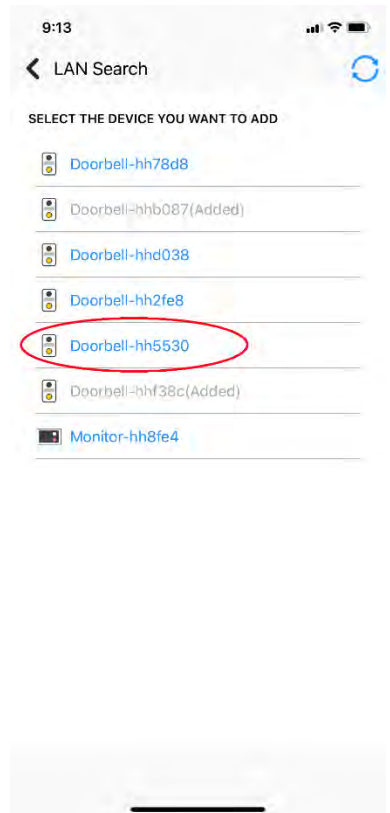 9:13
LAN Search
SELECT THE DEVICE YOU WANT TO ADD
Doorbell-hh78d8
Doorbell-hhb087(Added)
Doorbell-hhd038
Doorbell-hh2fe8
Doorbell-hh5530
Doorbell-hhf38c(Added)
Monitor-hh8fe4